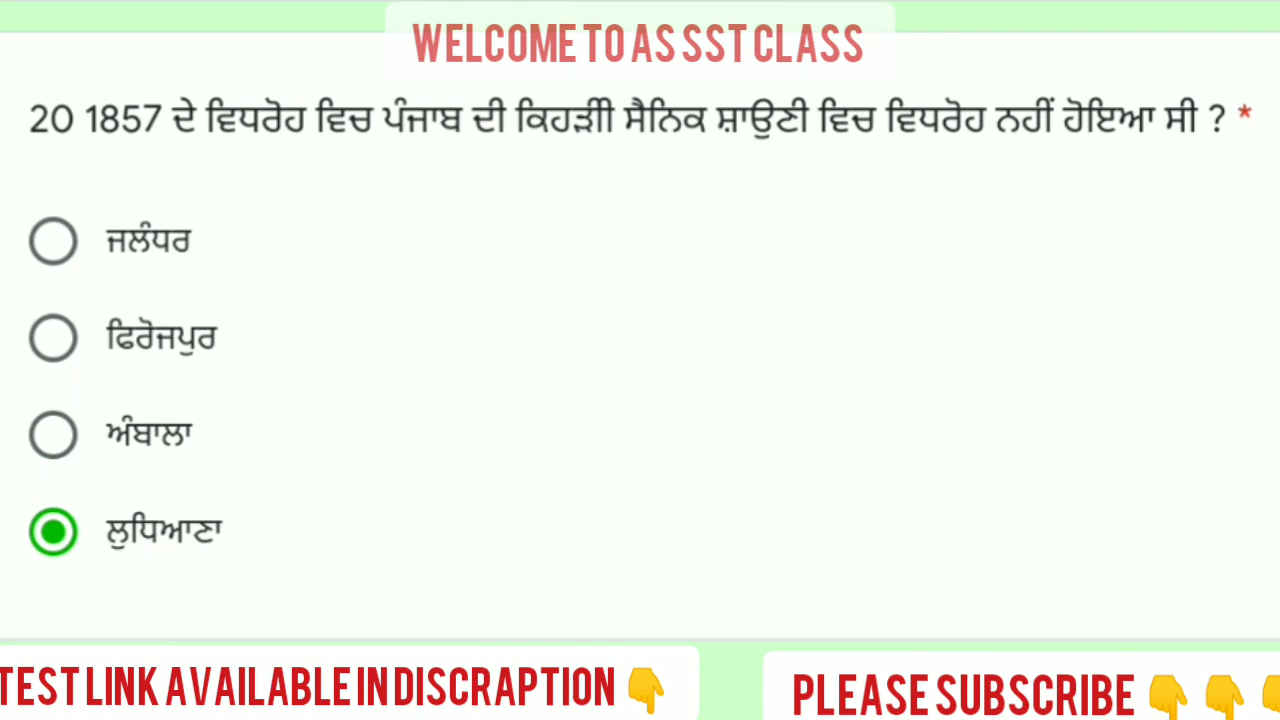 WELCOME TO AS SST CLASS
20 1857 ਦੇ ਵਿਧਰੋਹ ਵਿਚ ਪੰਜਾਬ ਦੀ ਕਿਹੜੀੀ ਸੈਨਿਕ ਸ਼ਾਉਣੀ ਵਿਚ ਵਿਧਰੋਹ ਨਹੀਂ ਹੋਇਆ ਸੀ ? *
ਜਲੰਧਰ
ਫਿਰੋਜਪੁਰ
ਅੰਬਾਲਾ
ਲੁਧਿਆਣਾ
TEST LINK AVAILABLE IN DISCRAPTION 👇
PLEASE SUBSCRIBE 👇 👇 👇